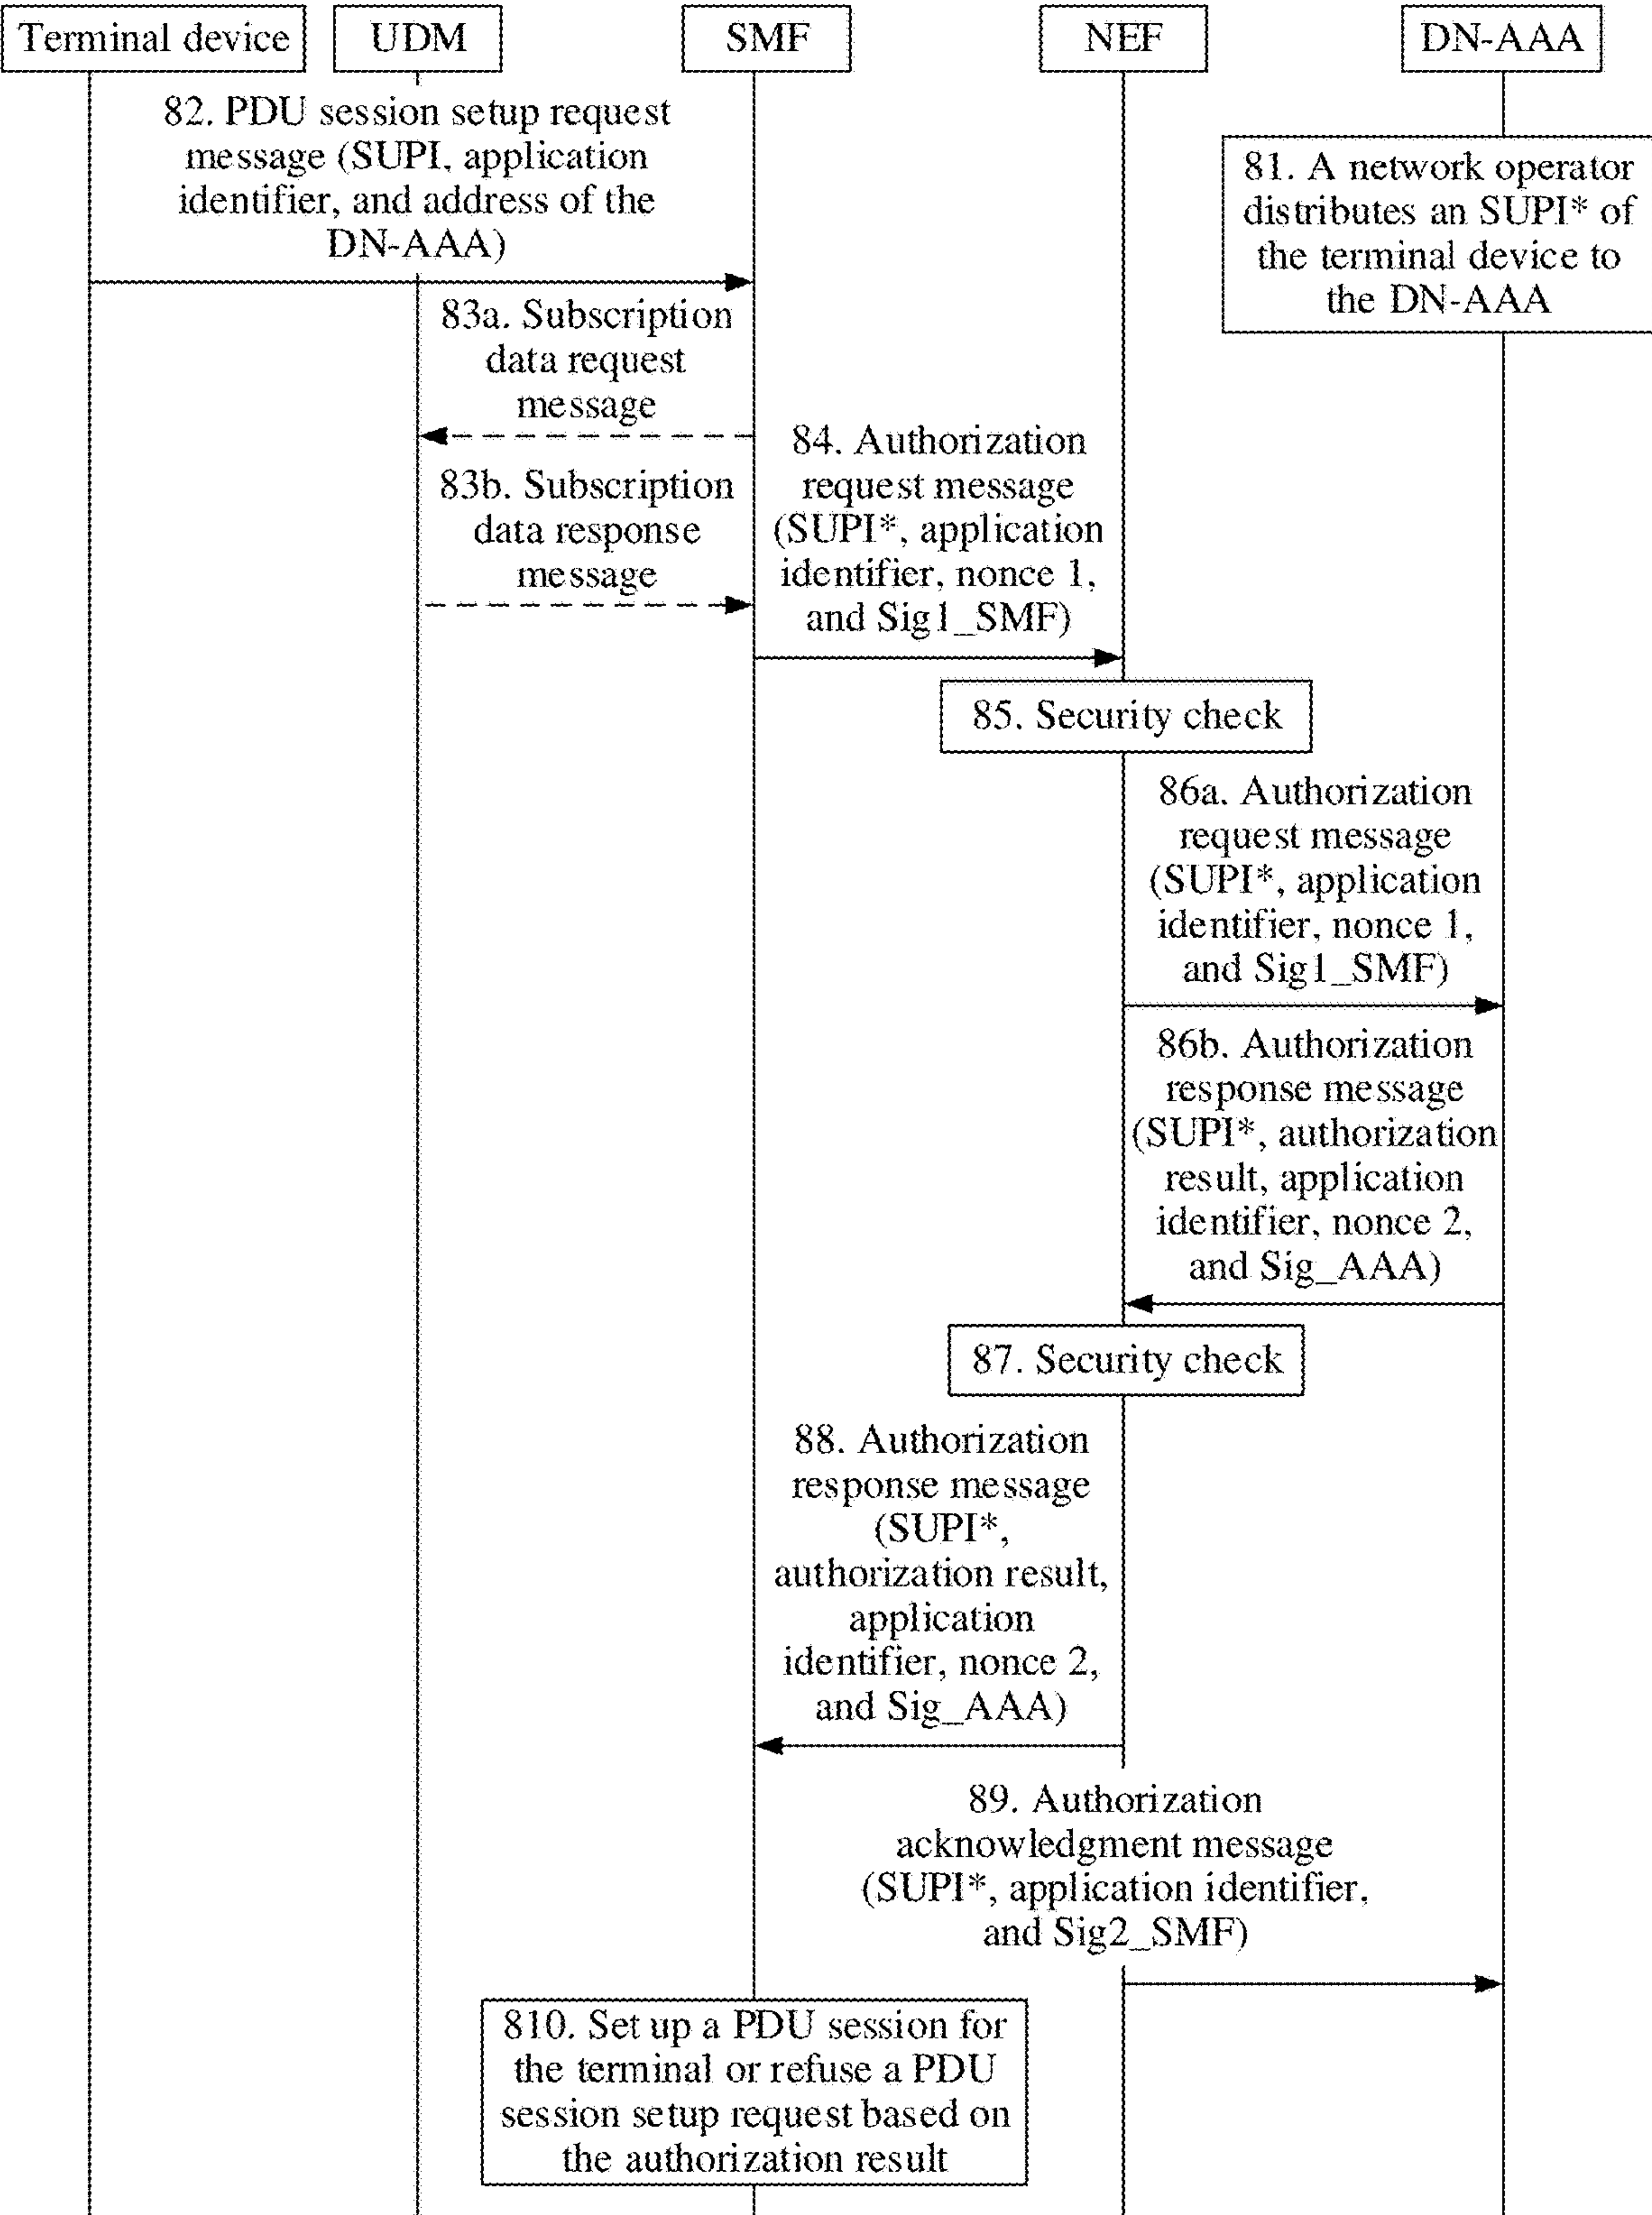 Terminal device
UDM
SMF
NEF
DN-AAA
82. PDU session setup request
message (SUPI, application
identifier, and address of the
DN-AAA)
81. A network operator
distributes an SUPI* of
the terminal device to
the DN-AAA
83a. Subscription
data request
message
83b. Subscription
data response
message
84. Authorization
request message
(SUPI*, application
identifier, nonce 1,
and Sig1_SMF)
85. Security check
86a. Authorization
request message
(SUPI*, application
identifier, nonce 1,
and Sig1_SMF)
86b. Authorization
response message
(SUPI*, authorization
result, application
identifier, nonce 2,
and Sig_AAA)
87. Security check
88. Authorization
response message
(SUPI*,
authorization result,
application
identifier, nonce 2,
and Sig_AAA)
89. Authorization
acknowledgment message
(SUPI*, application identifier,
and Sig2_SMF)
810. Set up a PDU session for
the terminal or refuse a PDU
session setup request based on
the authorization result